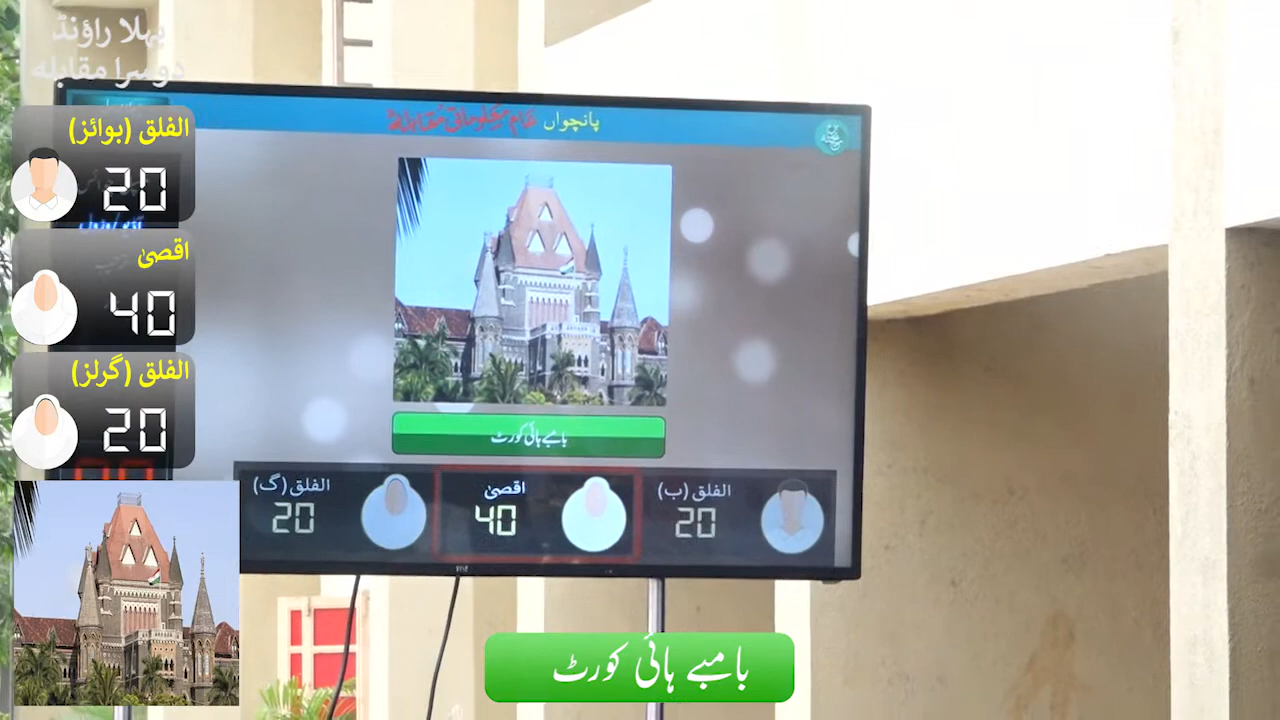 پہلا راؤنڈ
دوسرا مقابلہ
الفلق (بوائز)
20
اقصیٰ
40
الفلق (گرلز)
20
پانچواں
بامبے ہائی کورٹ
الفلق (ب)
20
اقصیٰ
40
الفلق (گ)
20
بامبے ہائی کورٹ